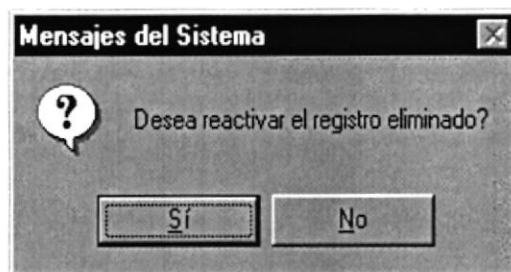 Mensajes del Sistema
?
Desea reactivar el registro eliminado?
Sí
No